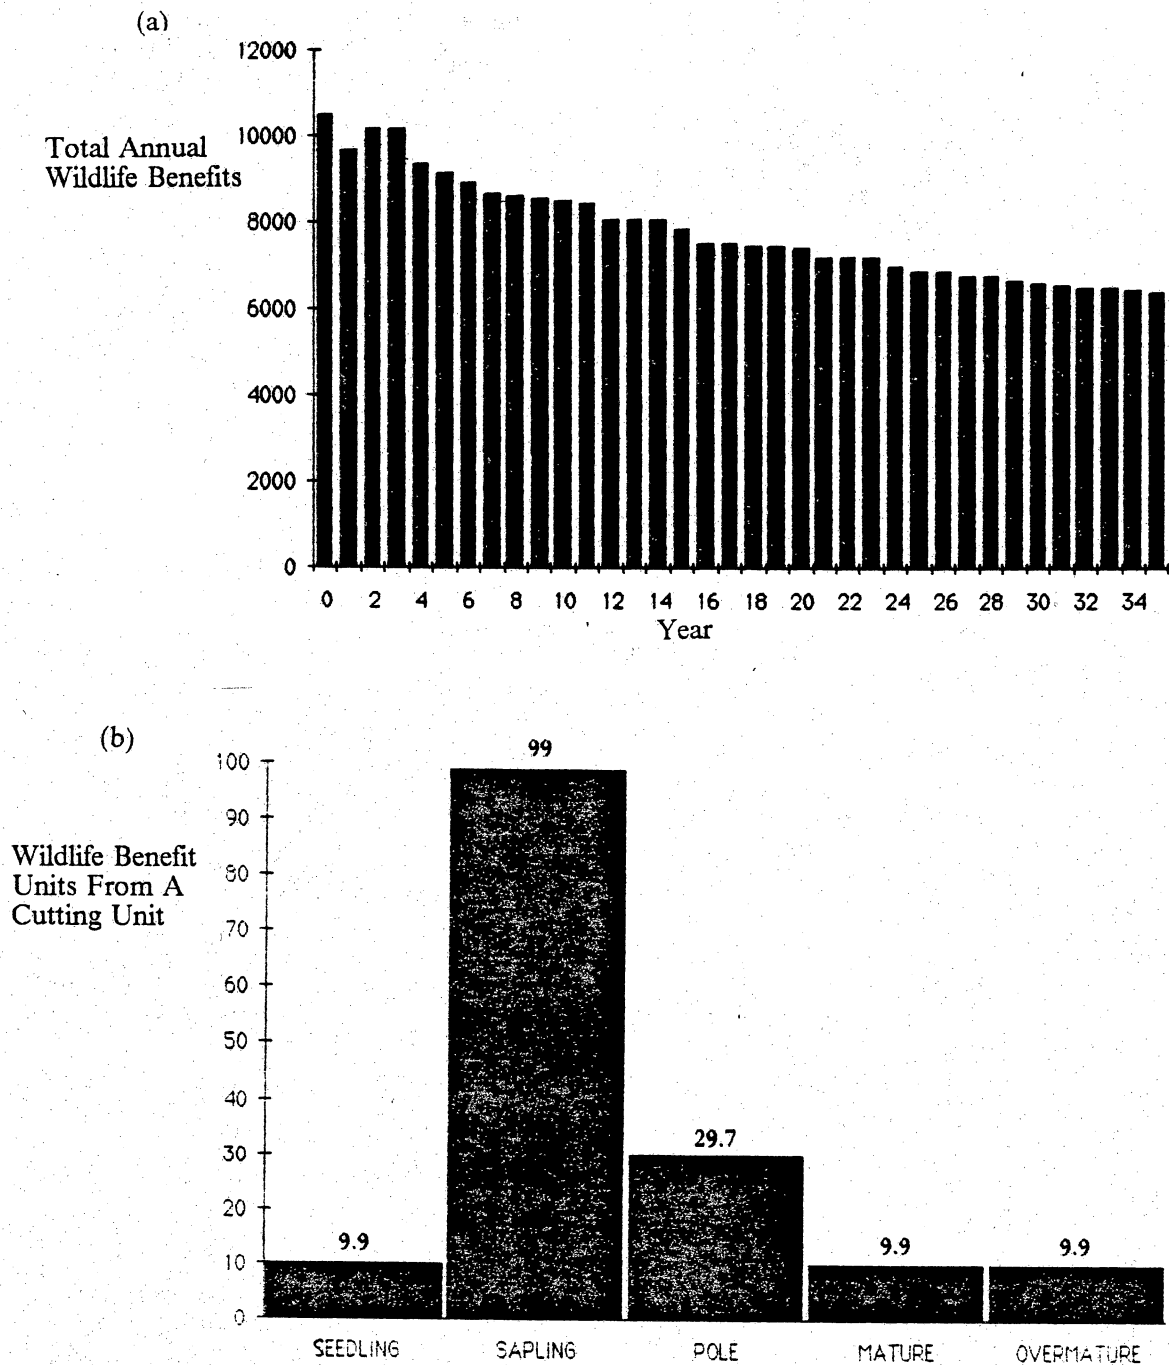 (a)
12000
10000
Total Annual
Wildlife Benefits
8000
6000
4000
2000
0
0 2 4 6 8 10 12 14 16 18 20 22 24 26 28 30 32 34
Year
(b)
99
100
90
Wildlife Benefit
Units From A
Cutting Unit
80
70
60
50
40
30
29.7
20
10
9.9
9.9
9.9
0
SEEDLING SAPLING POLE MATURE OVERMATURE